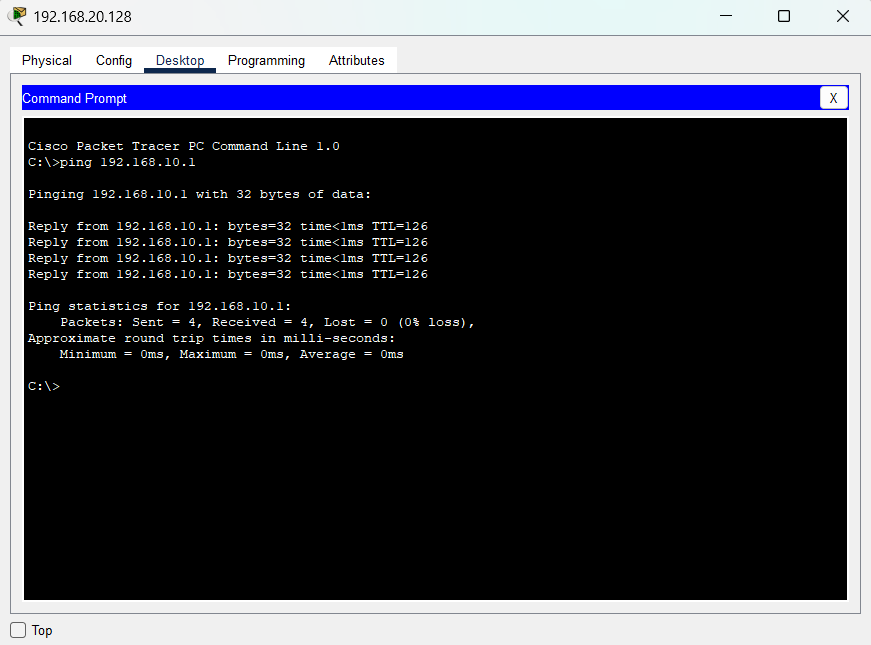 192.168.20.128
Physical Config Desktop Programming Attributes
Command Prompt X
Cisco Packet Tracer PC Command Line 1.0
C:\>ping 192.168.10.1
Pinging 192.168.10.1 with 32 bytes of data:
Reply from 192.168.10.1: bytes=32 time<1ms TTL=126
Reply from 192.168.10.1: bytes=32 time<1ms TTL=126
Reply from 192.168.10.1: bytes=32 time<1ms TTL=126
Reply from 192.168.10.1: bytes=32 time<1ms TTL=126
Ping statistics for 192.168.10.1:
    Packets: Sent = 4, Received = 4, Lost = 0 (0% loss),
Approximate round trip times in milli-seconds:
    Minimum = 0ms, Maximum = 0ms, Average = 0ms
C:\>
Top